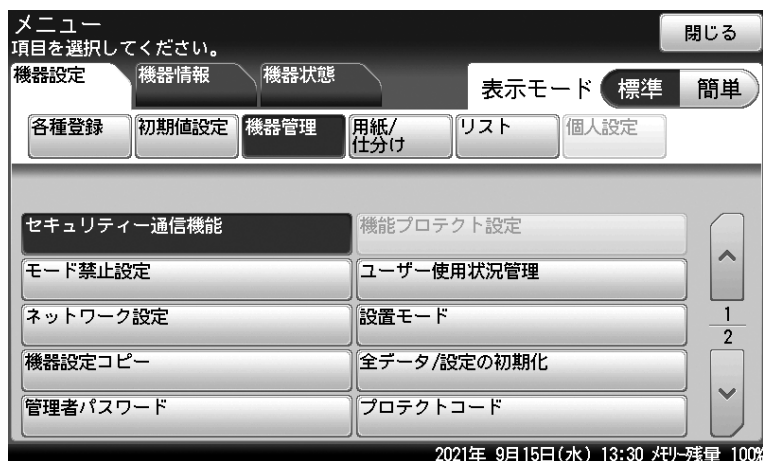 メニュー
項目を選択してください。
閉じる
機器設定 機器情報 機器状態
表示モード 標準 簡単
各種登録 初期値設定 機器管理 用紙/ リスト 個人設定
仕分け
セキュリティー通信機能 機能プロテクト設定
モード禁止設定 ユーザー使用状況管理
ネットワーク設定 設置モード
1
2
機器設定コピー 全データ/設定の初期化
管理者パスワード プロテクトコード
2021年 9月15日(水) 13:30 メモリー残量 100%